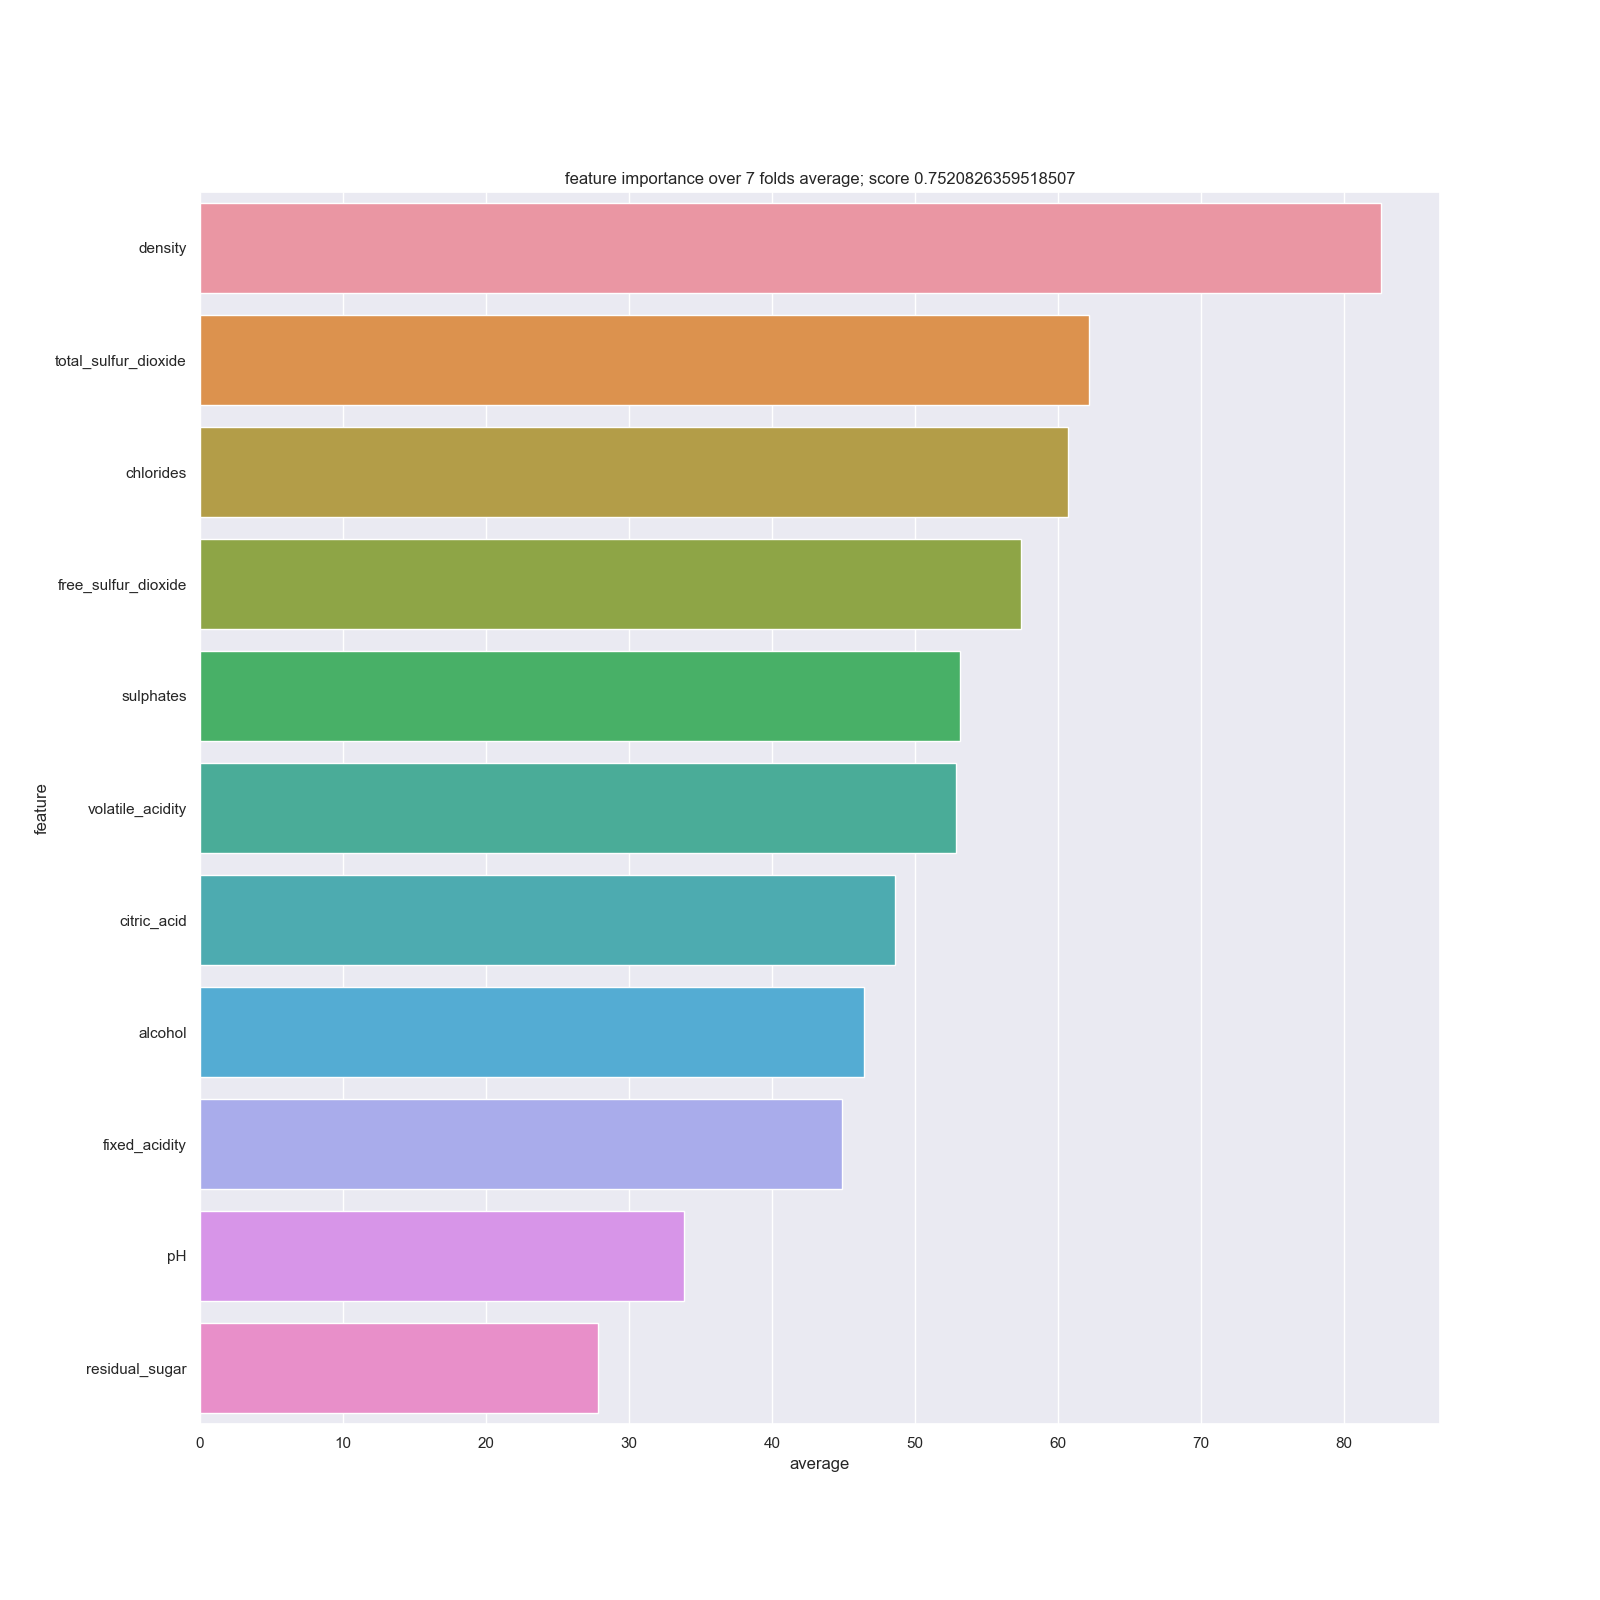 feature importance over 7 folds average; score 0.7520826359518507
density
total_sulfur_dioxide
chlorides
free_sulfur_dioxide
sulphates
volatile_acidity
citric_acid
alcohol
fixed_acidity
pH
residual_sugar
feature
0 10 20 30 40 50 60 70 80
average